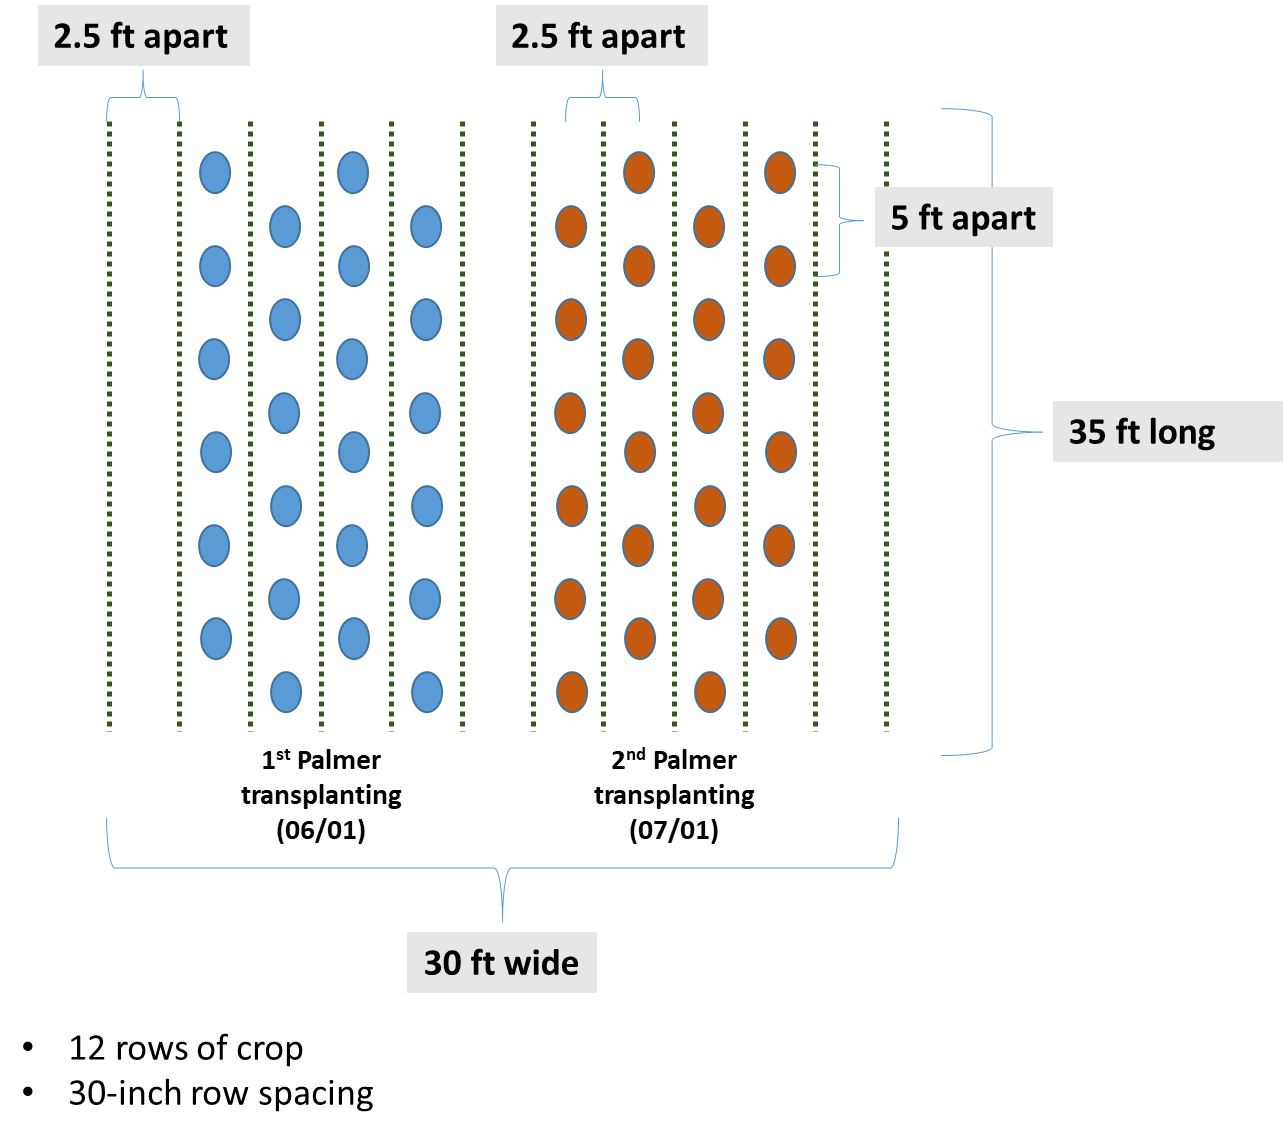 2.5 ft apart
2.5 ft apart
5 ft apart
35 ft long
1st Palmer
transplanting
(06/01)
2nd Palmer
transplanting
(07/01)
30 ft wide
• 12 rows of crop
• 30-inch row spacing